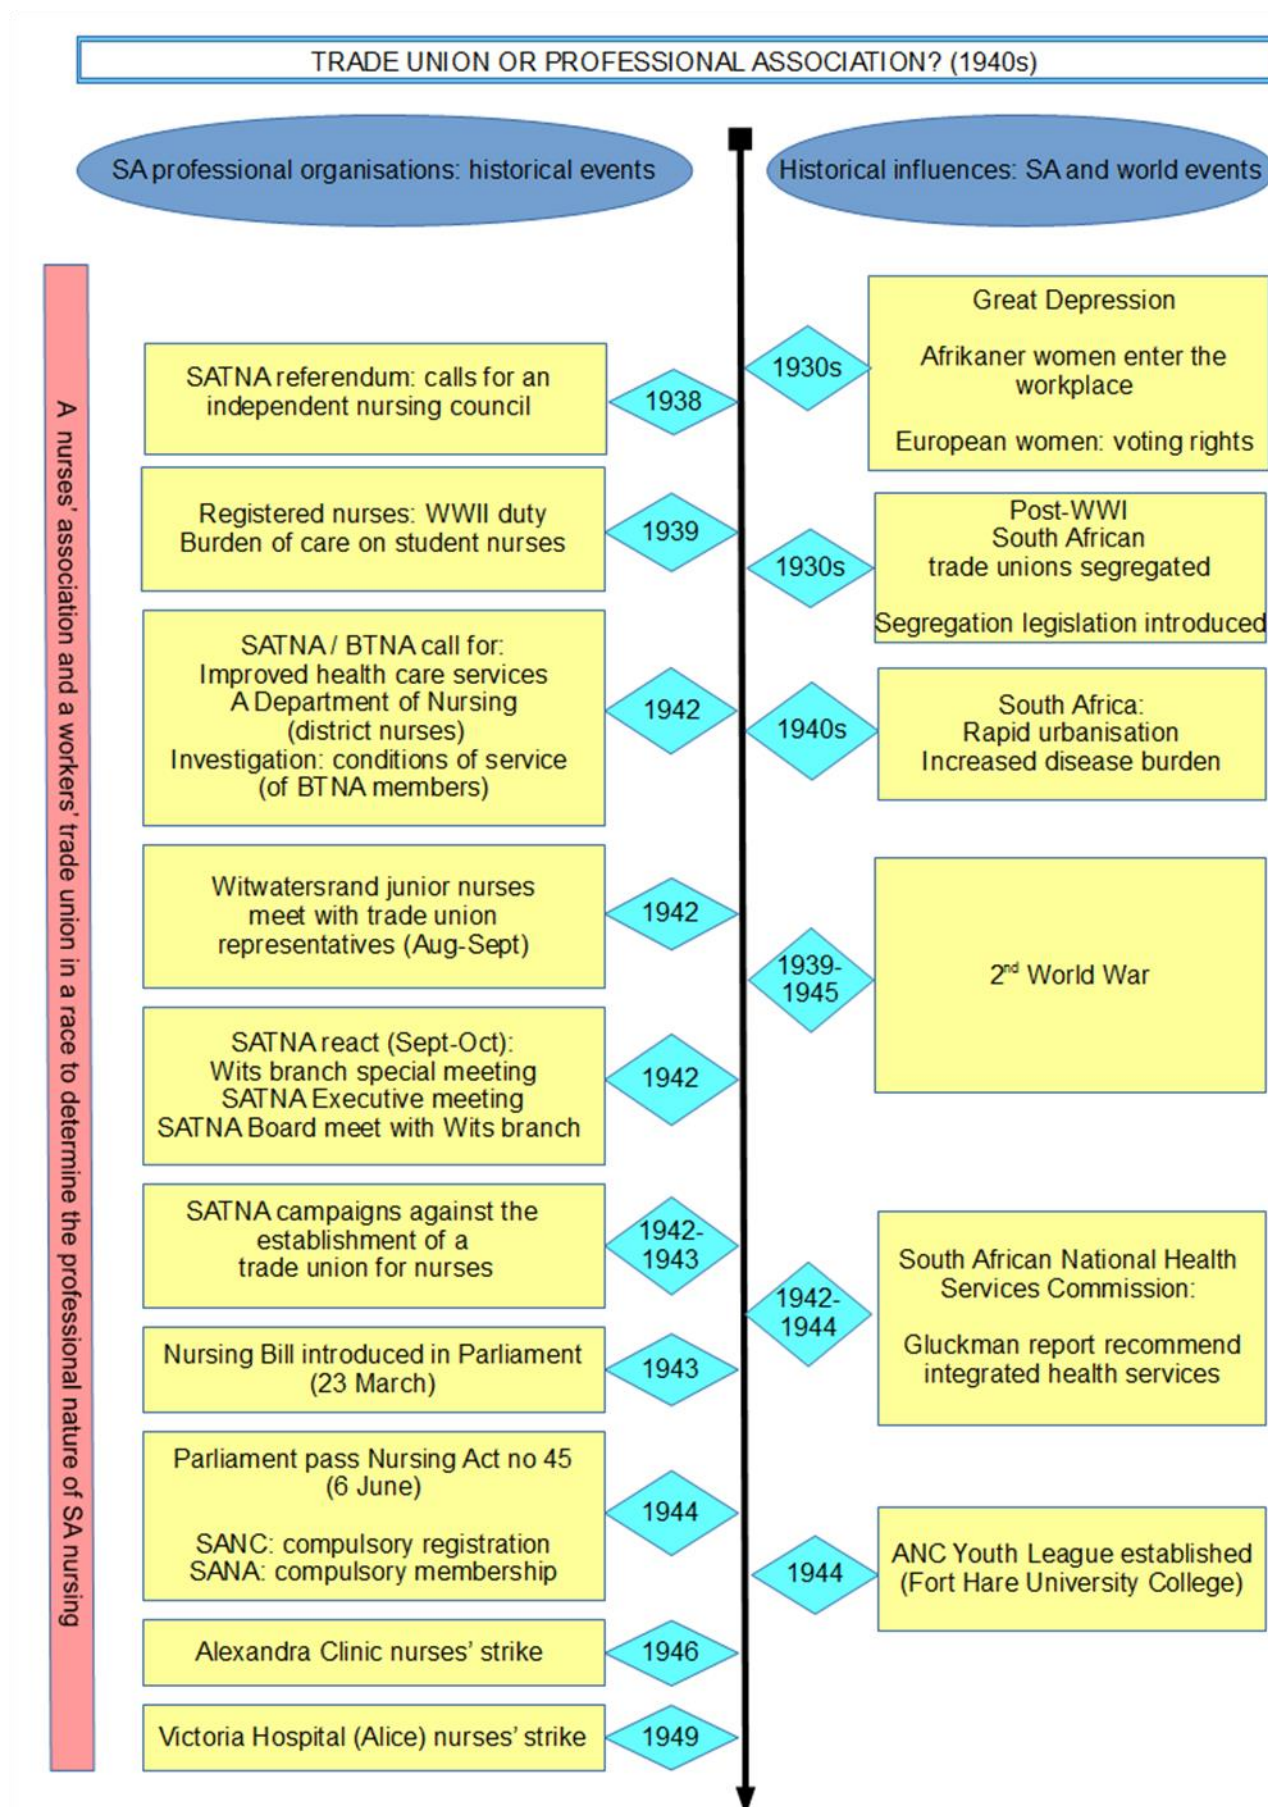 TRADE UNION OR PROFESSIONAL ASSOCIATION? (1940s)
SA professional organisations: historical events
Historical influences: SA and world events
A nurses' association and a workers' trade union in a race to determine the professional nature of SA nursing
SATNA referendum: calls for an
independent nursing council
1938
Registered nurses: WWII duty
Burden of care on student nurses
1939
SATNA / BTNA call for:
Improved health care services
A Department of Nursing
(district nurses)
Investigation: conditions of service
(of BTNA members)
1942
Witwatersrand junior nurses
meet with trade union
representatives (Aug-Sept)
1942
SATNA react (Sept-Oct):
Wits branch special meeting
SATNA Executive meeting
SATNA Board meet with Wits branch
1942
SATNA campaigns against the
establishment of a
trade union for nurses
1942-
1943
Nursing Bill introduced in Parliament
(23 March)
1943
Parliament pass Nursing Act no 45
(6 June)
SANC: compulsory registration
SANA: compulsory membership
1944
Alexandra Clinic nurses' strike
1946
Victoria Hospital (Alice) nurses' strike
1949
1930s
Great Depression
Afrikaner women enter the
workplace
European women: voting rights
1930s
Post-WWI
South African
trade unions segregated
Segregation legislation introduced
1940s
South Africa:
Rapid urbanisation
Increased disease burden
1939-
1945
2nd World War
1942-
1944
South African National Health
Services Commission:
Gluckman report recommend
integrated health services
1944
ANC Youth League established
(Fort Hare University College)